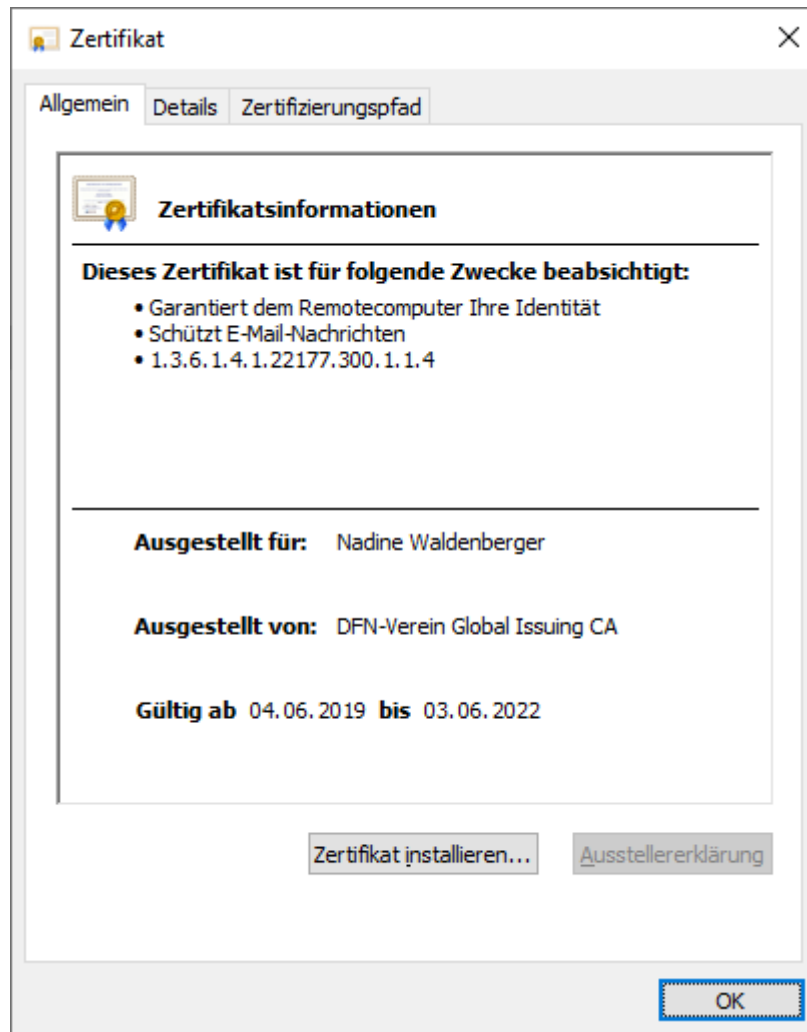 Zertifikat
Allgemein Details Zertifizierungspfad
Zertifikatsinformationen
Dieses Zertifikat ist für folgende Zwecke beabsichtigt:
• Garantiert dem Remotecomputer Ihre Identität
• Schützt E-Mail-Nachrichten
• 1.3.6.1.4.1.22177.300.1.1.4
Ausgestellt für: Nadine Waldenberger
Ausgestellt von: DFN-Verein Global Issuing CA
Gültig ab 04.06.2019 bis 03.06.2022
Zertifikat installieren... Ausstellererklärung
OK